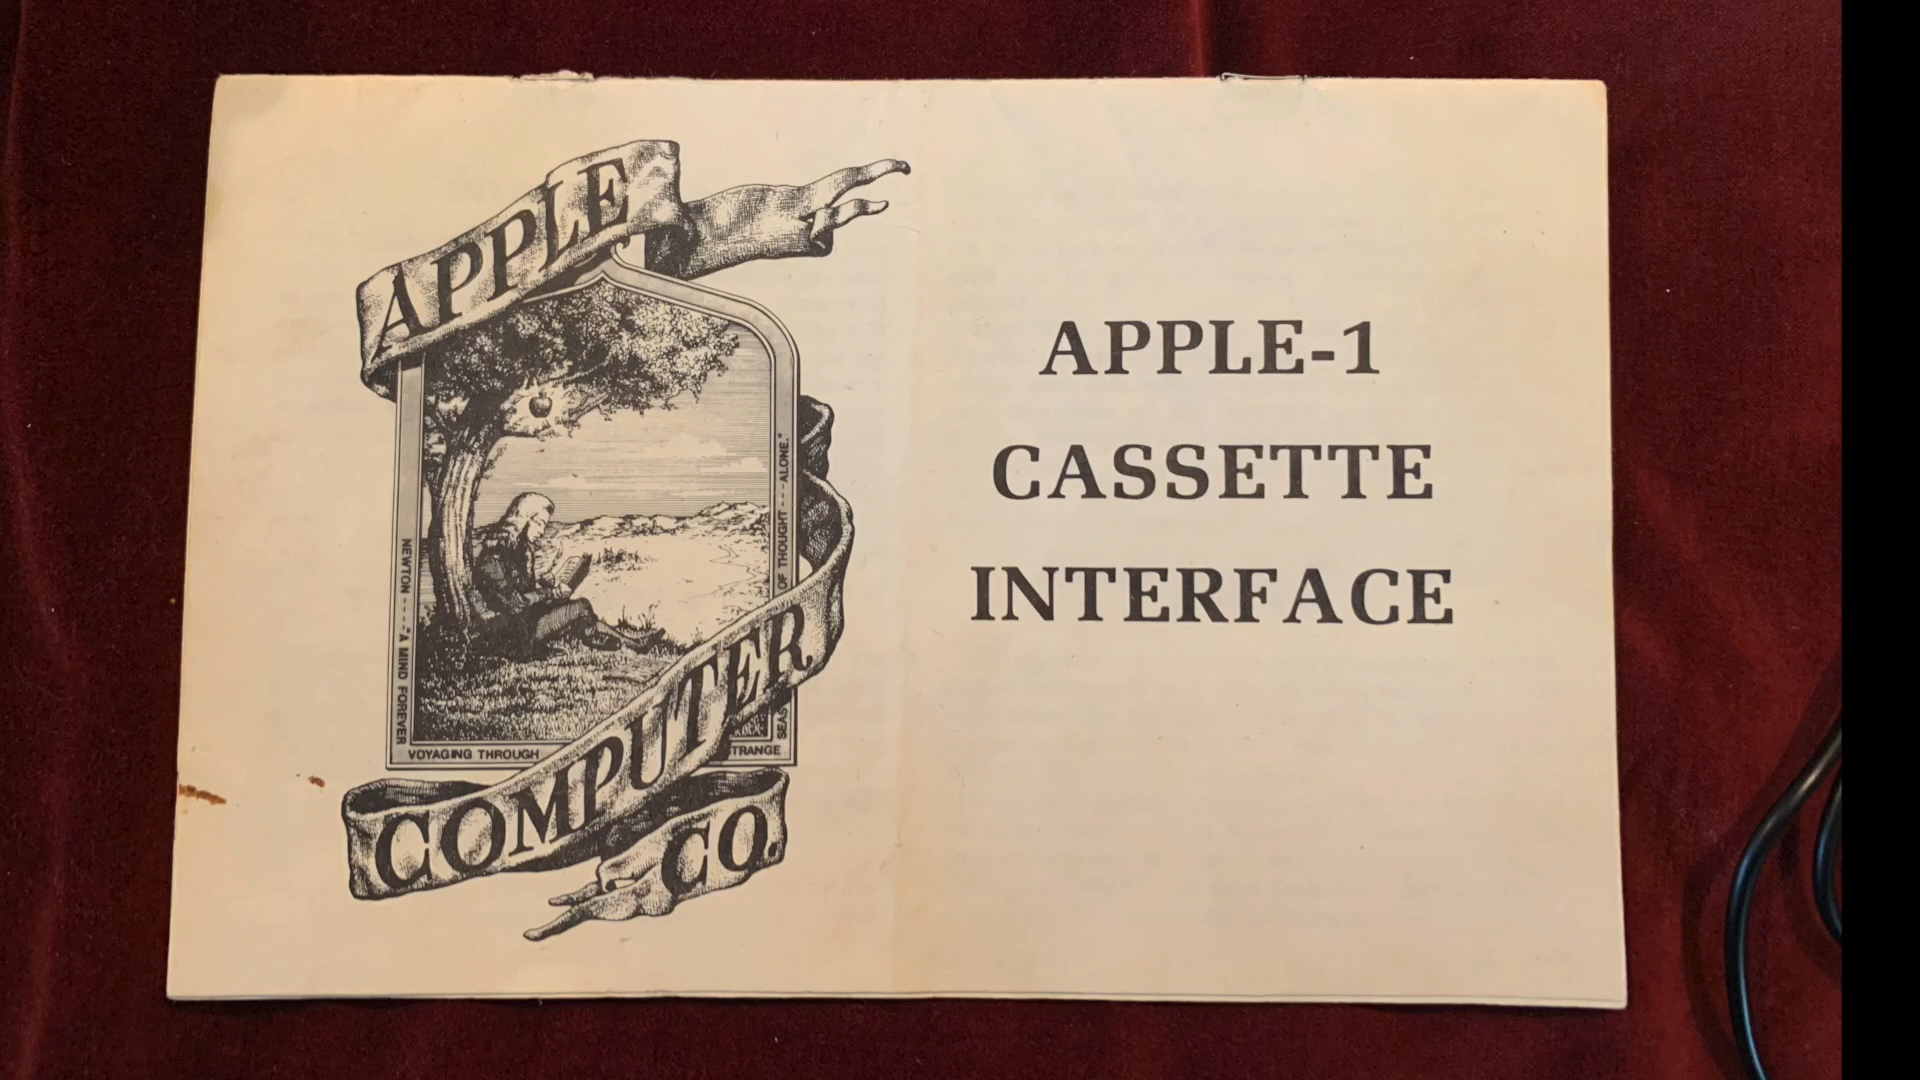 APPLE
COMPUTER
CO.
NEWTON ---"A MIND FOREVER
VOYAGING THROUGH
STRANGE
SEAS
OF THOUGHT ---ALONE."
APPLE-1
CASSETTE
INTERFACE